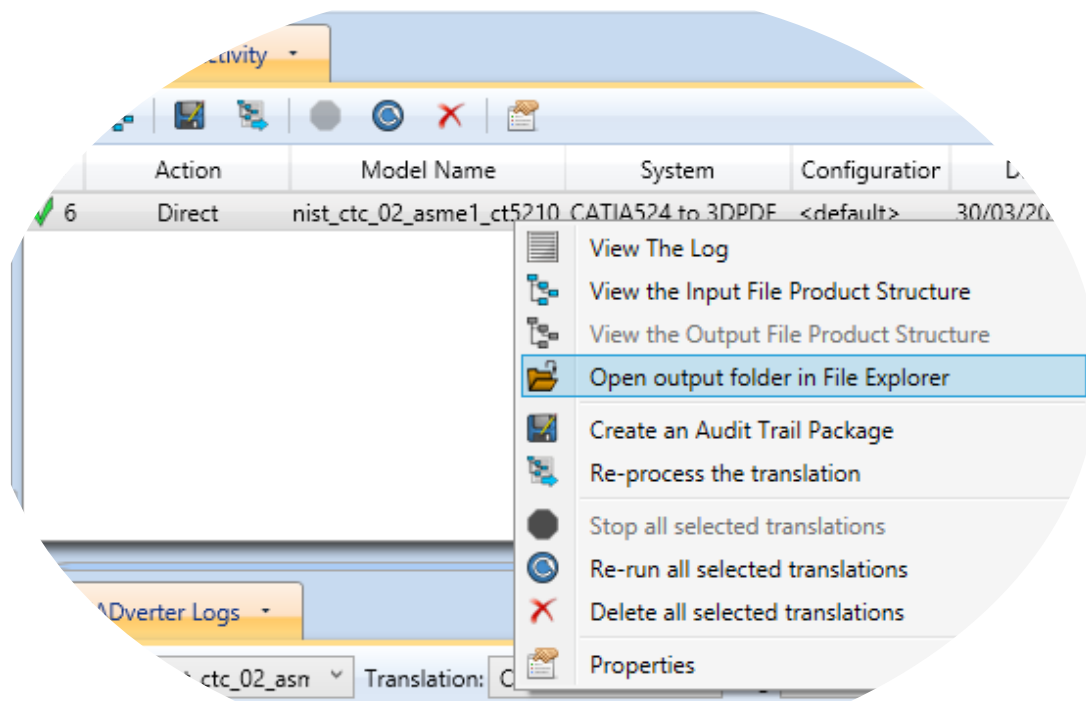 Action Model Name System Configuration
6 Direct nist_ctc_02_asme1_ct5210 CATIA524 to 3DPDF <default> 30/03/20
View The Log
View the Input File Product Structure
View the Output File Product Structure
Open output folder in File Explorer
Create an Audit Trail Package
Re-process the translation
Stop all selected translations
Re-run all selected translations
Delete all selected translations
ADverter Logs
Properties
ctc_02_asn Translation: C